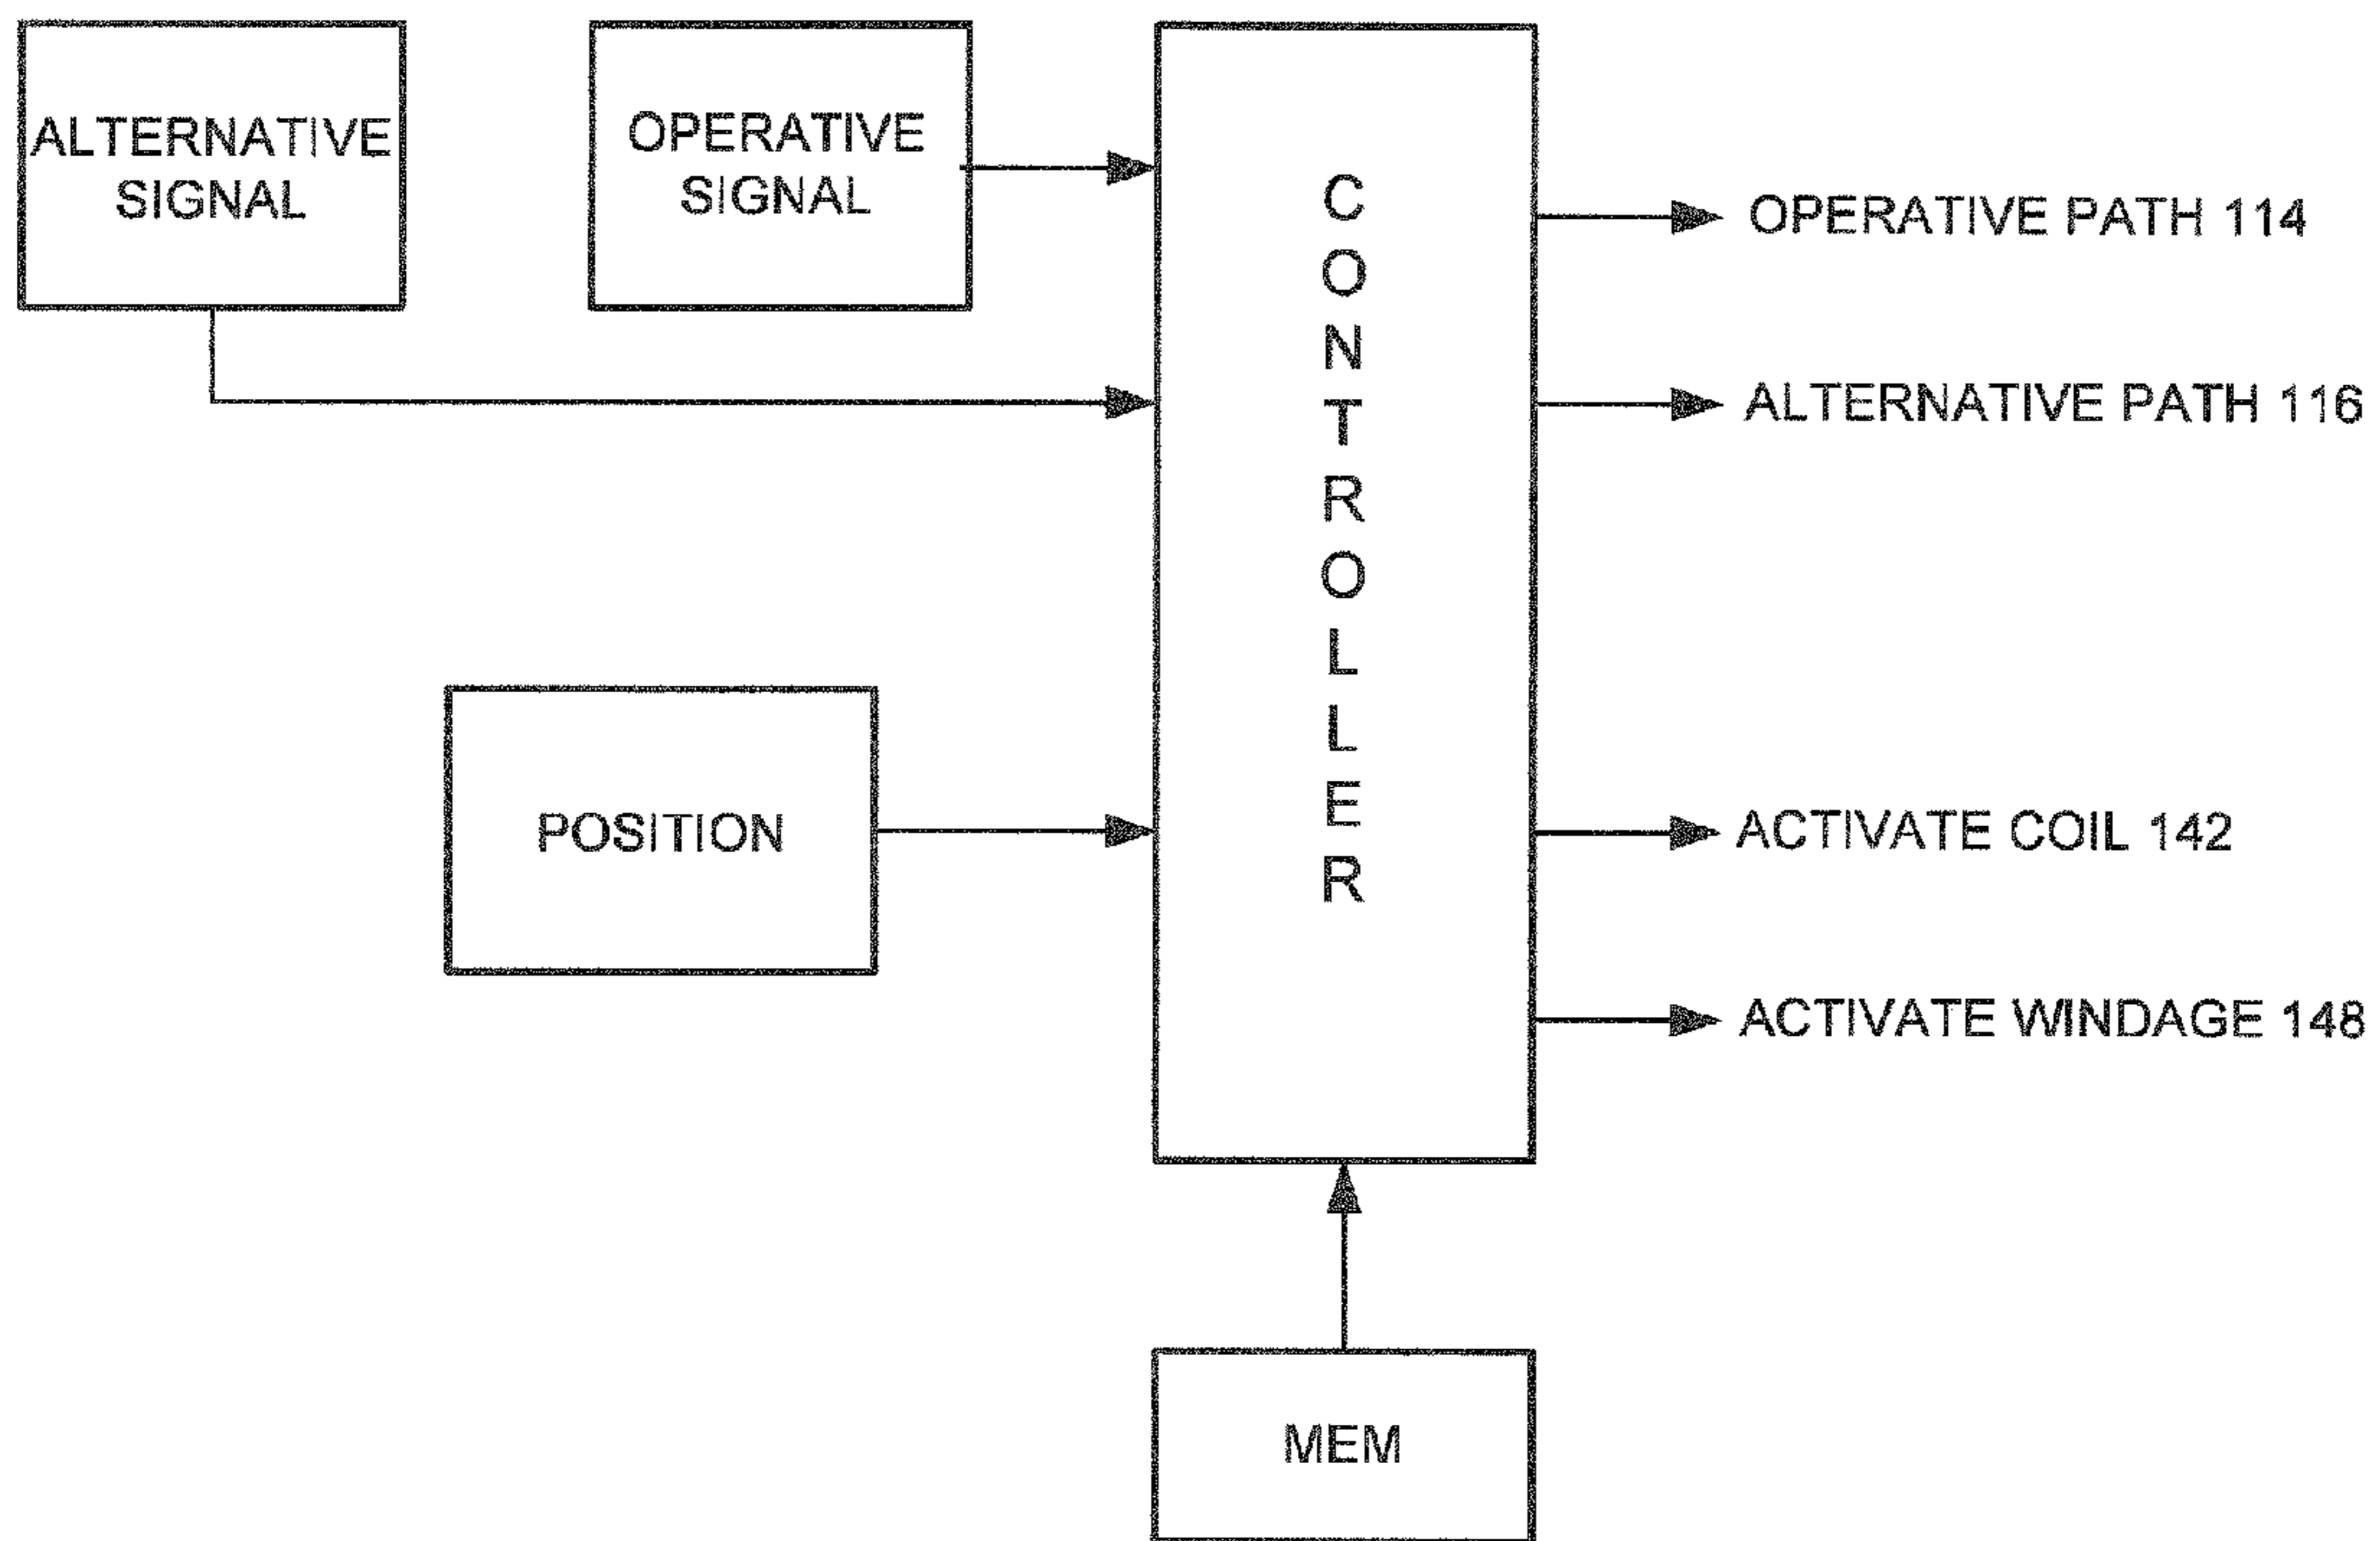 ALTERNATIVE
SIGNAL
OPERATIVE
SIGNAL
CONTROLLER
OPERATIVE PATH 114
ALTERNATIVE PATH 116
POSITION
ACTIVATE COIL 142
ACTIVATE WINDAGE 148
MEM